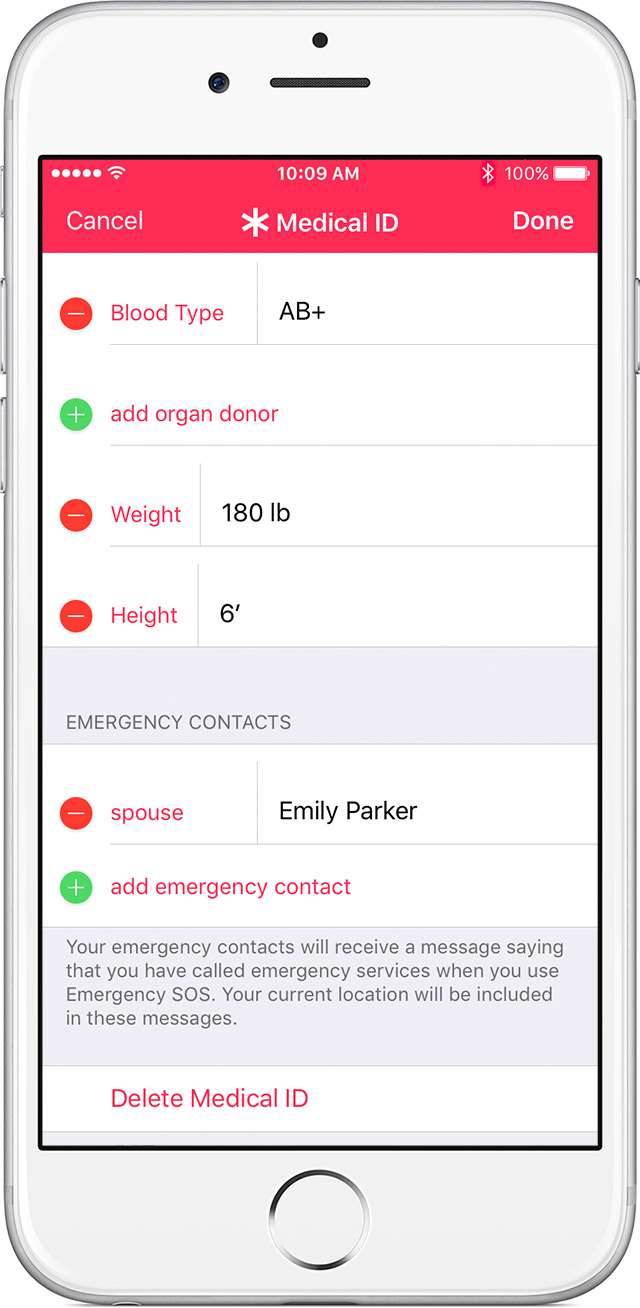 10:09 AM 100%
Cancel Medical ID Done
Blood Type AB+
add organ donor
Weight 180 lb
Height 6′
EMERGENCY CONTACTS
spouse Emily Parker
add emergency contact
Your emergency contacts will receive a message saying
that you have called emergency services when you use
Emergency SOS. Your current location will be included
in these messages.
Delete Medical ID